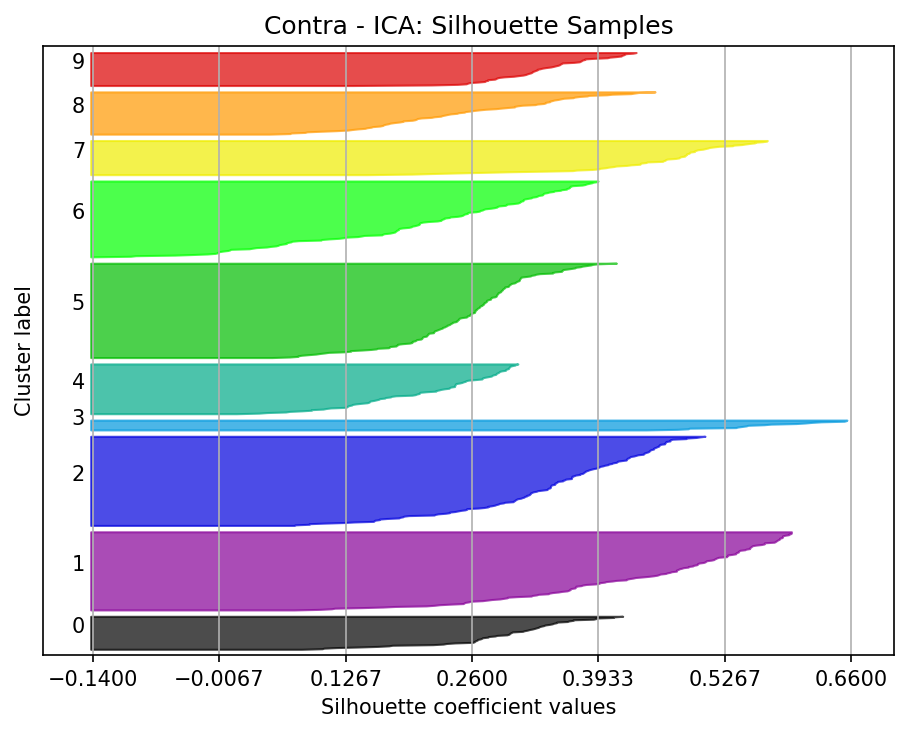 Contra - ICA: Silhouette Samples
9
8
7
6
5
4
3
2
1
0
Cluster label
−0.1400 −0.0067 0.1267 0.2600 0.3933 0.5267 0.6600
Silhouette coefficient values